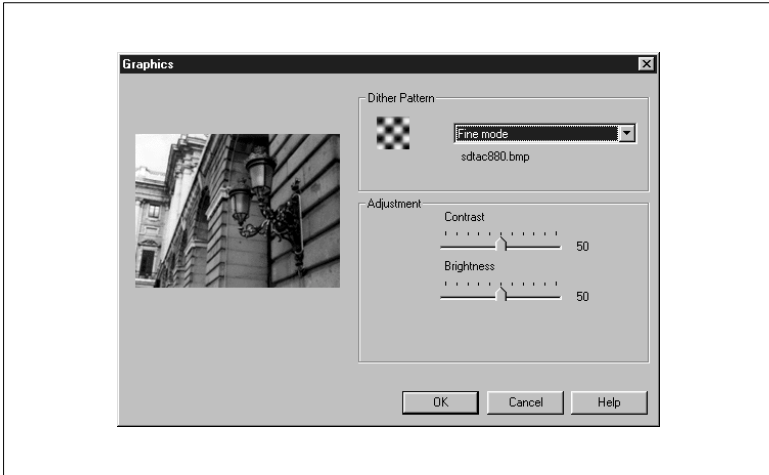 Graphics
Dither Pattern
Fine mode
sdtac880.bmp
Adjustment
Contrast
50
Brightness
50
OK
Cancel
Help